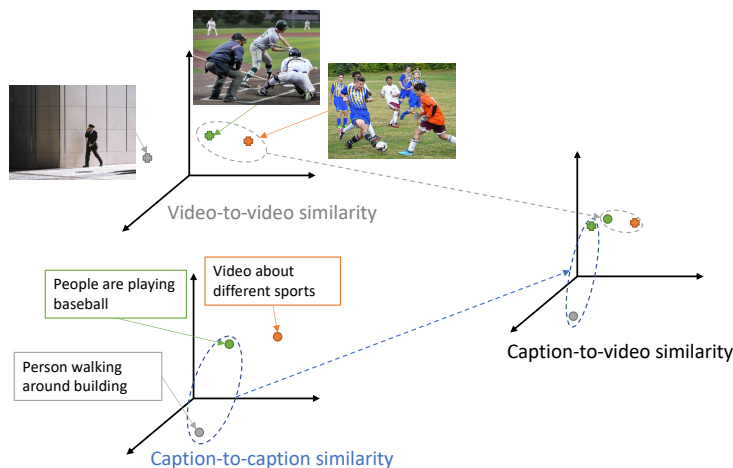 Video-to-video similarity
People are playing
baseball
Video about
different sports
Person walking
around building
Caption-to-video similarity
Caption-to-caption similarity